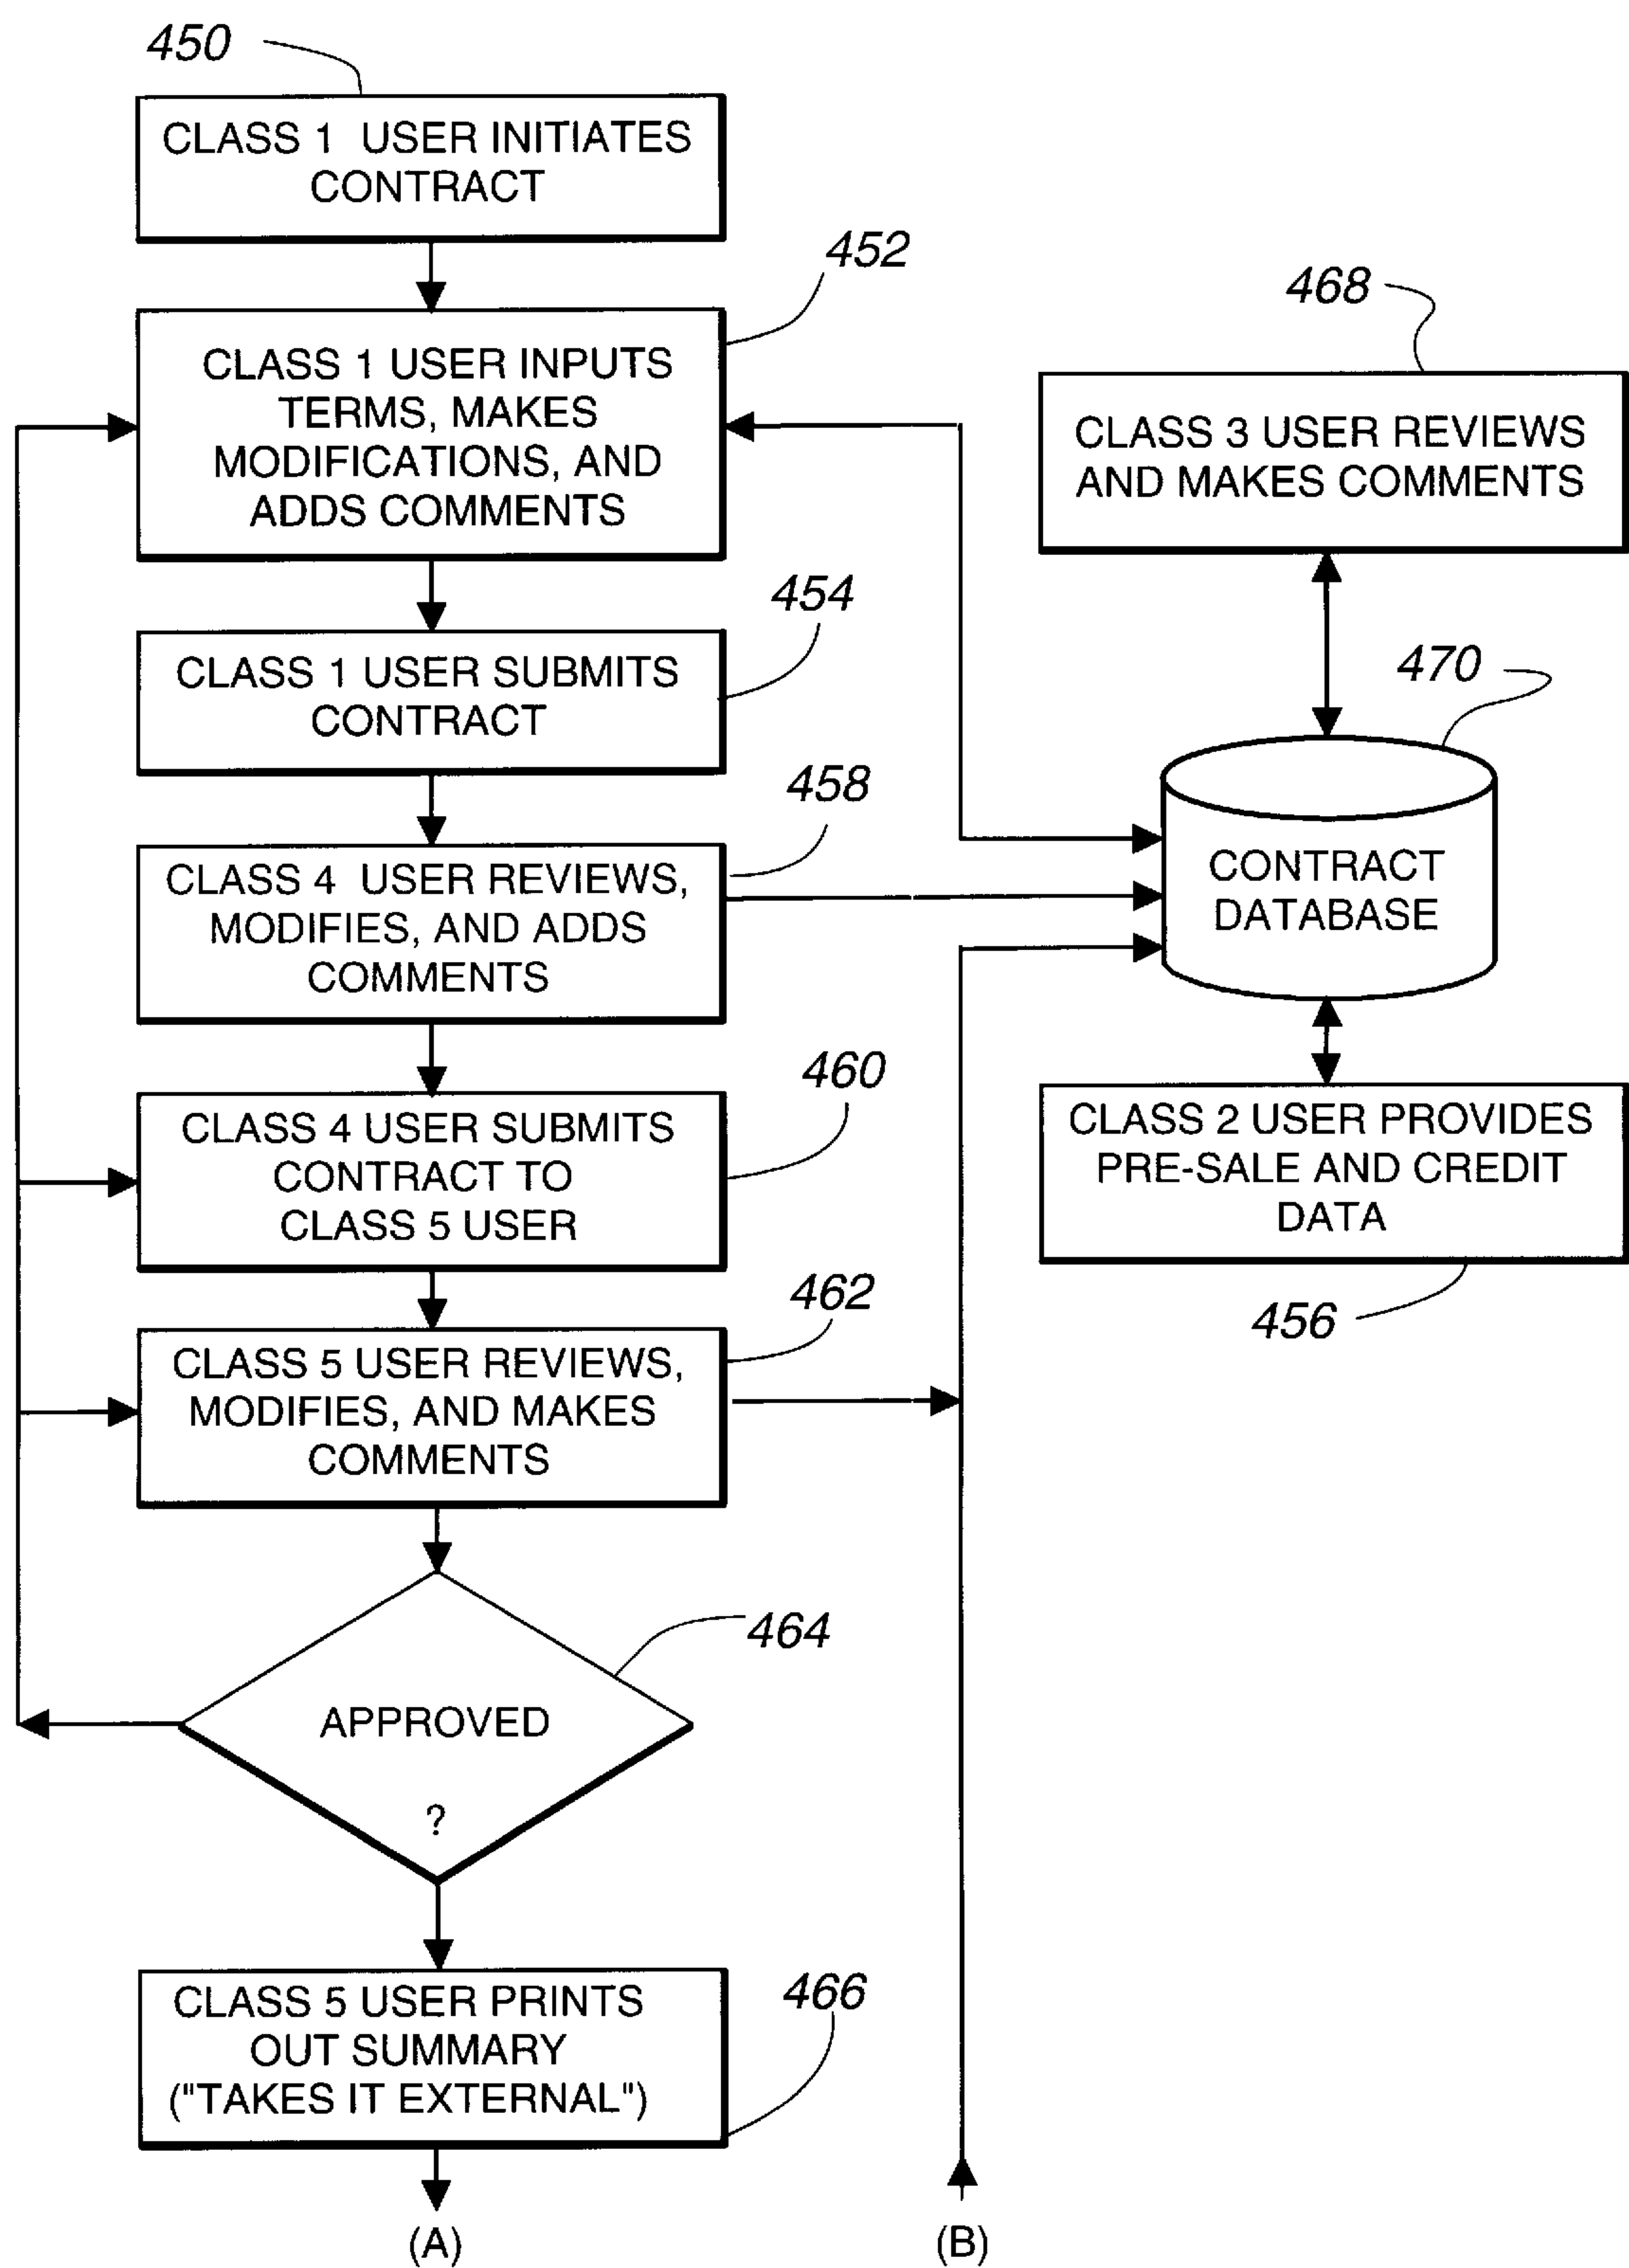 450
CLASS 1 USER INITIATES
CONTRACT
452
CLASS 1 USER INPUTS
TERMS, MAKES
MODIFICATIONS, AND
ADDS COMMENTS
454
CLASS 1 USER SUBMITS
CONTRACT
458
CLASS 4 USER REVIEWS,
MODIFIES, AND ADDS
COMMENTS
460
CLASS 4 USER SUBMITS
CONTRACT TO
CLASS 5 USER
462
CLASS 5 USER REVIEWS,
MODIFIES, AND MAKES
COMMENTS
464
APPROVED
?
466
CLASS 5 USER PRINTS
OUT SUMMARY
("TAKES IT EXTERNAL")
(A)
468
CLASS 3 USER REVIEWS
AND MAKES COMMENTS
470
CONTRACT
DATABASE
CLASS 2 USER PROVIDES
PRE-SALE AND CREDIT
DATA
456
(B)